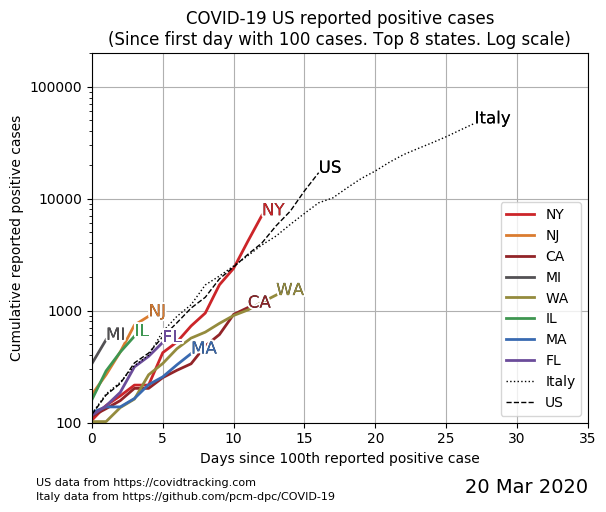 COVID-19 US reported positive cases
(Since first day with 100 cases. Top 8 states. Log scale)
Cumulative reported positive cases
100000
10000
1000
100
Italy
US
NY
WA
CA
NJ
MI
IL
FL
MA
NY
NJ
CA
MI
WA
IL
MA
FL
Italy
US
0 5 10 15 20 25 30 35
Days since 100th reported positive case
US data from https://covidtracking.com
Italy data from https://github.com/pcm-dpc/COVID-19
20 Mar 2020